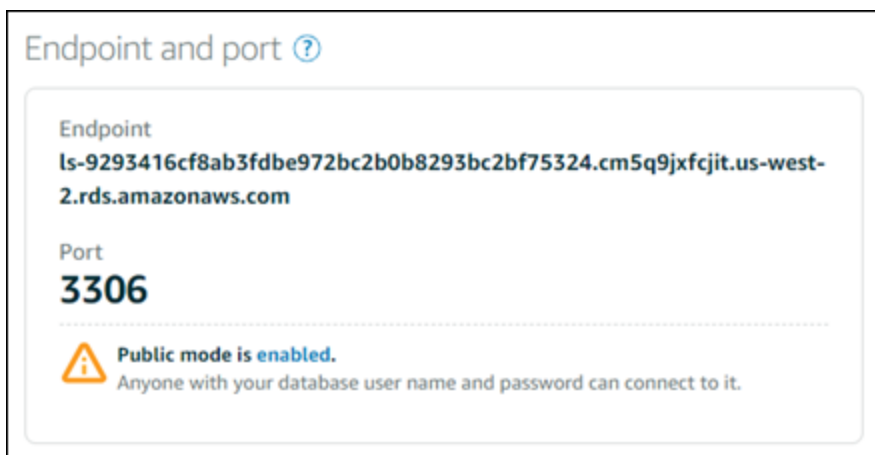 Endpoint and port ?
Endpoint
ls-9293416cf8ab3fdbe972bc2b0b8293bc2bf75324.cm5q9jxfcjit.us-west-
2.rds.amazonaws.com
Port
3306
Public mode is enabled.
Anyone with your database user name and password can connect to it.